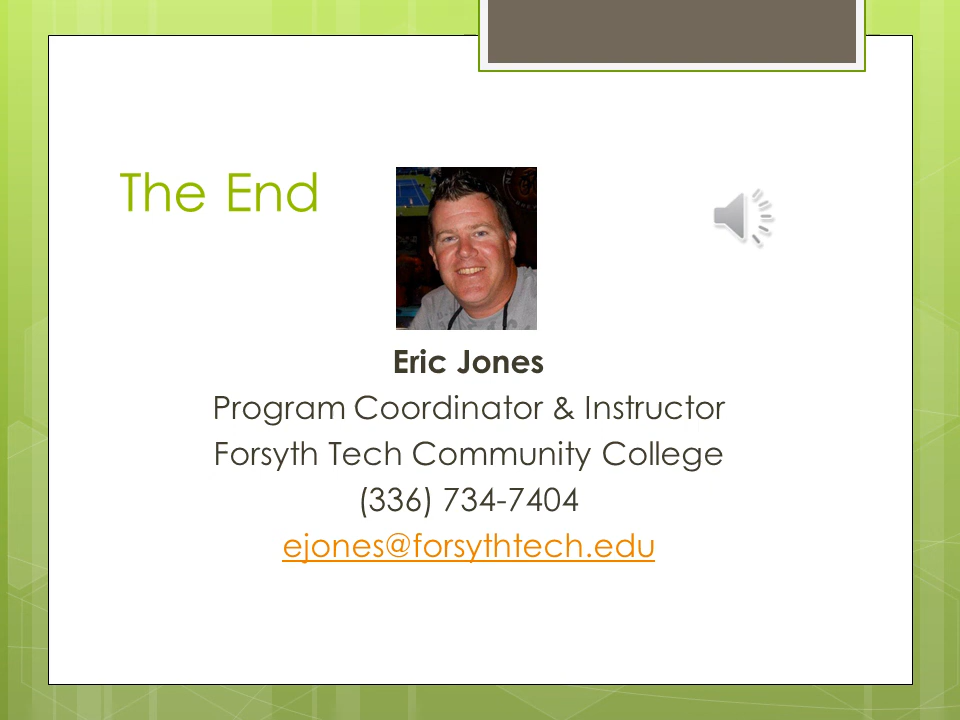 The End
Eric Jones
Program Coordinator & Instructor
Forsyth Tech Community College
(336) 734-7404
ejones@forsythtech.edu